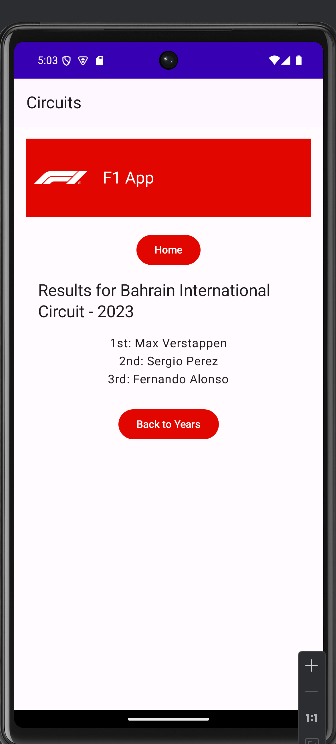 5:03
Circuits
F1 App
Home
Results for Bahrain International
Circuit - 2023
1st: Max Verstappen
2nd: Sergio Perez
3rd: Fernando Alonso
Back to Years
1:1